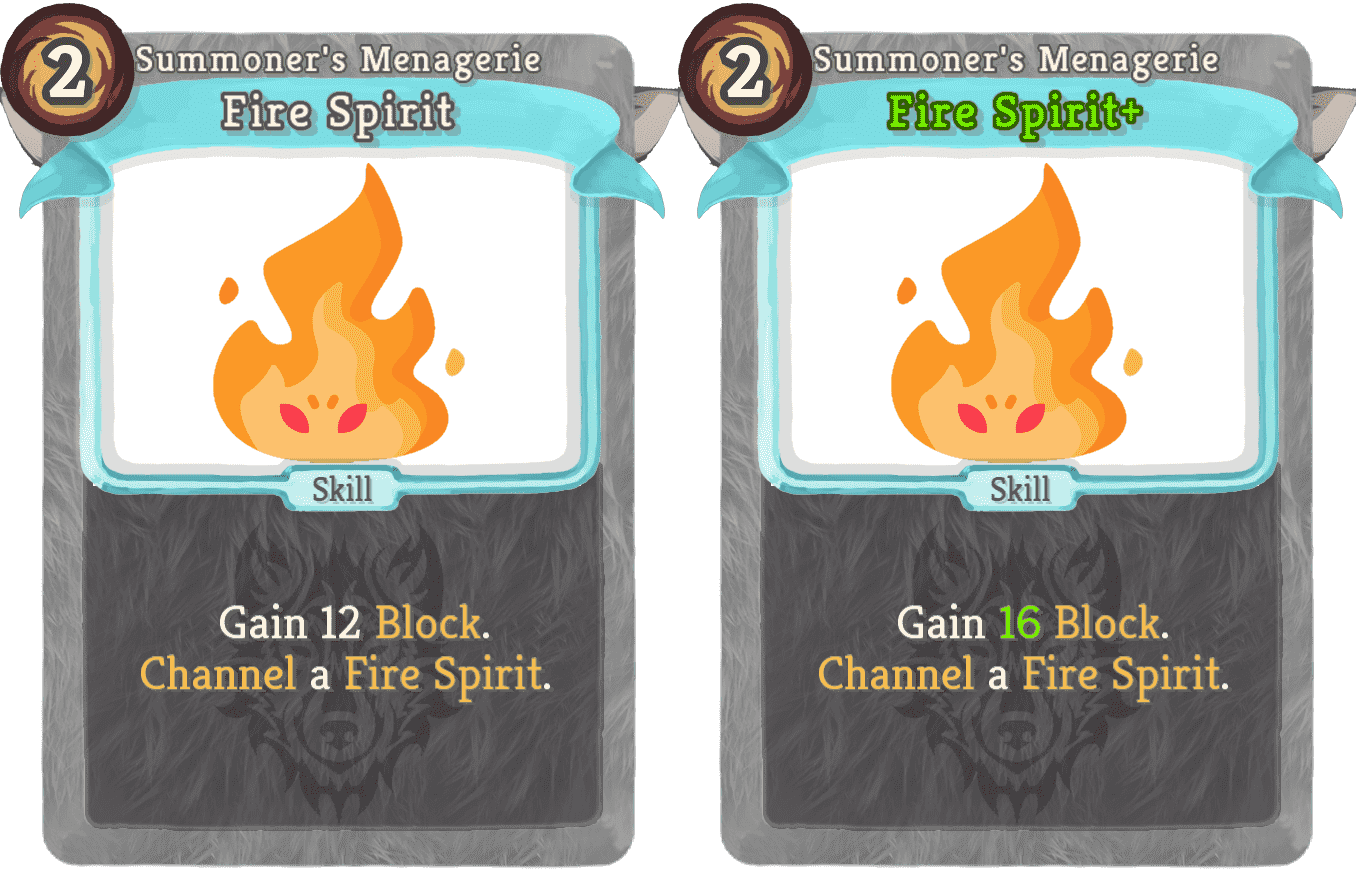 2
Summoner's Menagerie
Fire Spirit
Skill
Gain 12 Block.
Channel a Fire Spirit.
2
Summoner's Menagerie
Fire Spirit+
Skill
Gain 16 Block.
Channel a Fire Spirit.